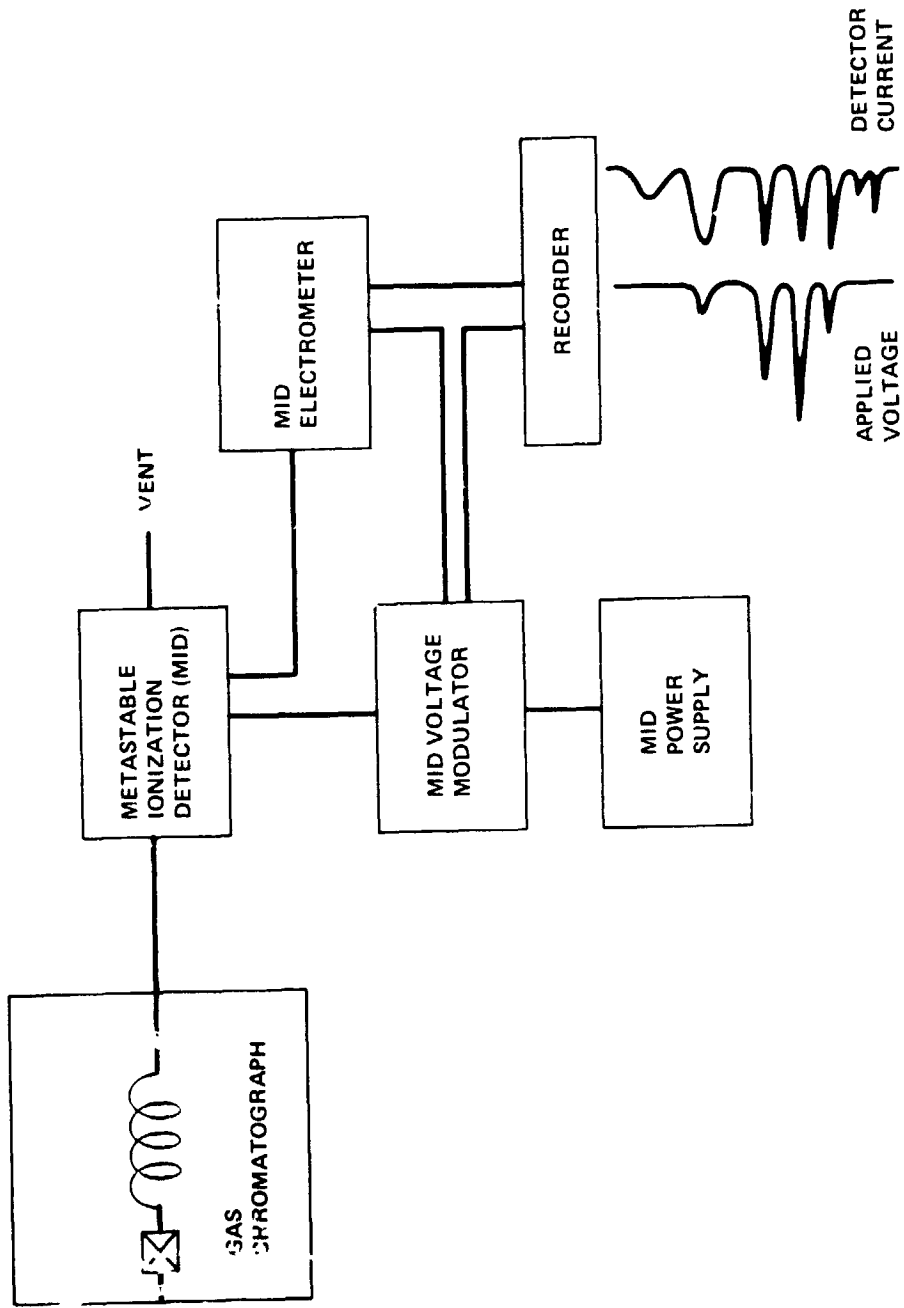 GAS
CHROMATOGRAPH
METASTABLE
IONIZATION
DETECTOR (MID)
VENT
MID
ELECTROMETER
MID VOLTAGE
MODULATOR
MID
POWER
SUPPLY
RECORDER
APPLIED
VOLTAGE
DETECTOR
CURRENT